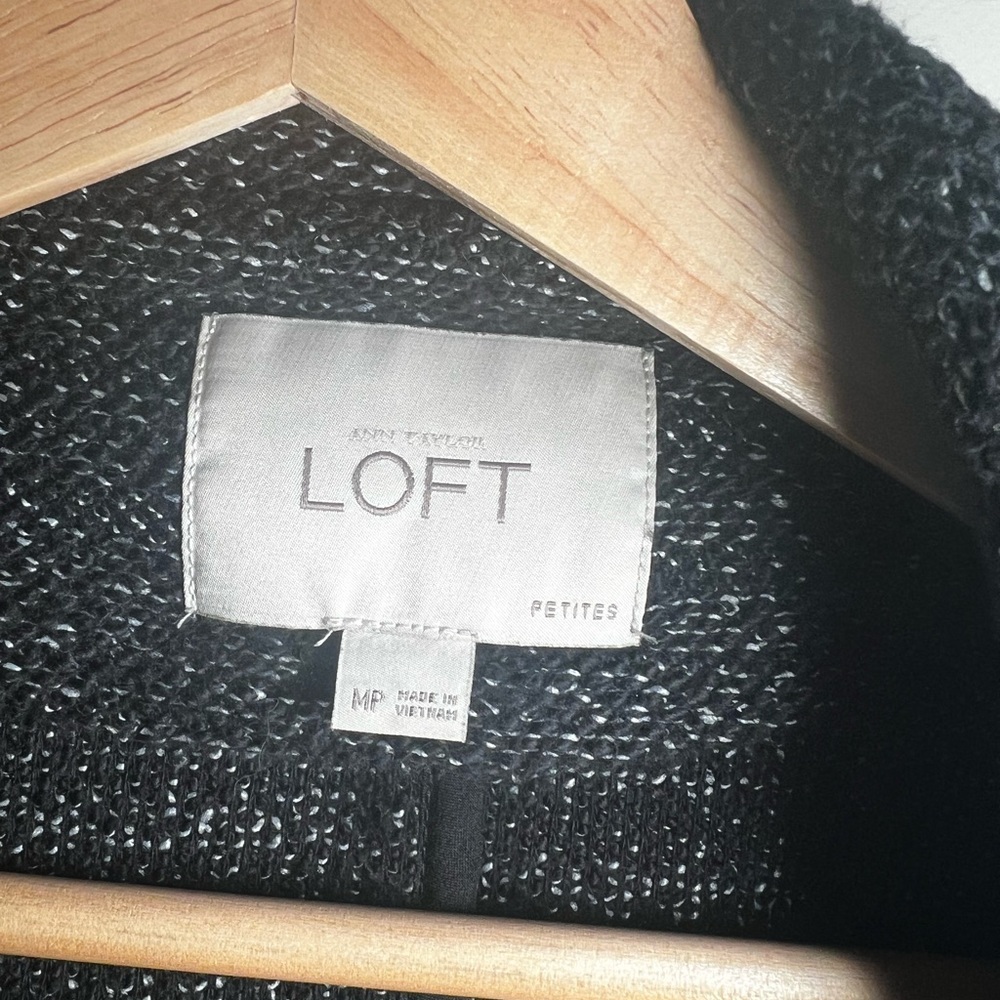 ANN TAYLOR
LOFT
PETITES
MP MADE IN
VIETNAM